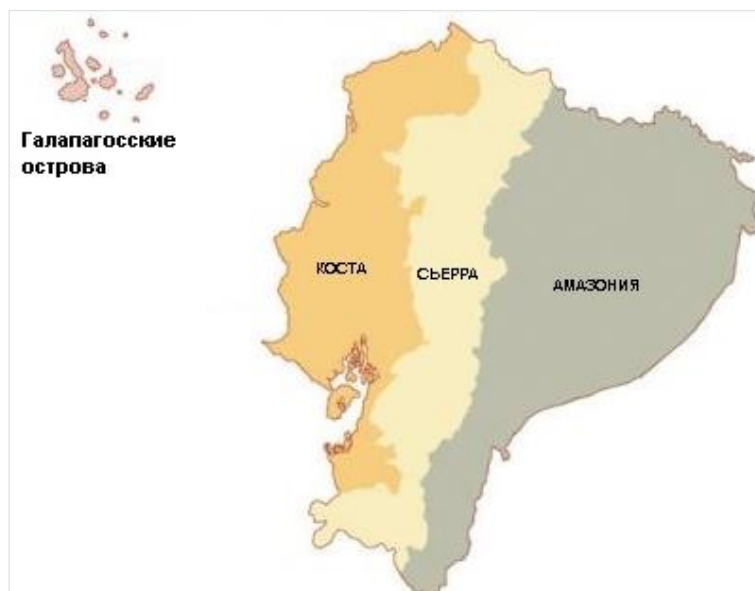 Галапагосские
острова
КОСТА
СЬЕРРА
АМАЗОНИЯ